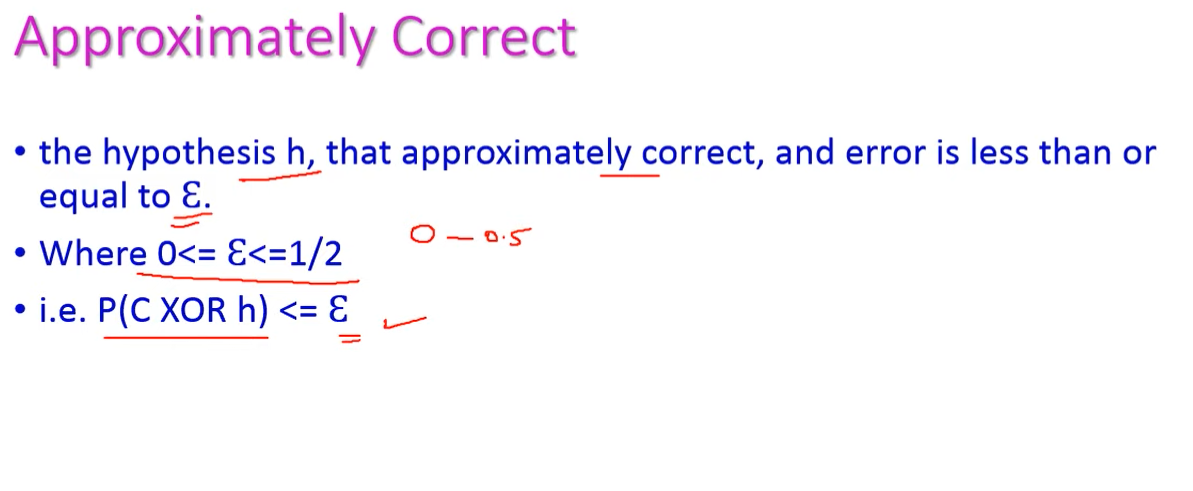 Approximately Correct
• the hypothesis h, that approximately correct, and error is less than or
equal to Ɛ.
• Where 0<= Ɛ<=1/2 0 – 0.5
• i.e. P(C XOR h) <= Ɛ